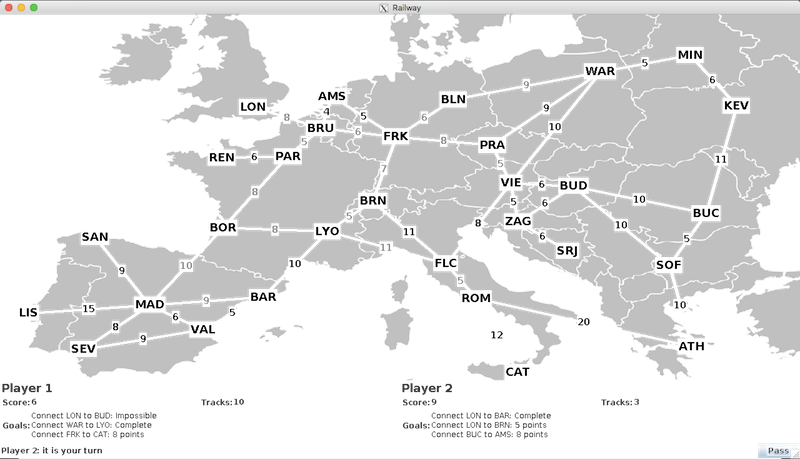 Railway
WAR
5
MIN
AMS
BLN
9
6
LON
8
4
5
6
9
KEV
BRU
6
FRK
10
5
8
PRA
REN
6
PAR
5
11
7
VIE
6
BUD
8
BRN
5
6
10
5
BUC
BOR
8
LYO
11
8
ZAG
10
5
SAN
6
SRJ
11
10
10
FLC
SOF
9
5
BAR
ROM
10
LIS
15
MAD
9
6
5
20
8
VAL
12
9
SEV
ATH
CAT
Player 1
Player 2
Score: 6
Tracks: 10
Score: 9
Tracks: 3
Goals:
Connect LON to BUD: Impossible
Connect WAR to LYO: Complete
Connect FRK to CAT: 8 points
Goals:
Connect LON to BAR: Complete
Connect LON to BRN: 5 points
Connect BUC to AMS: 8 points
Player 2: it is your turn
Pass